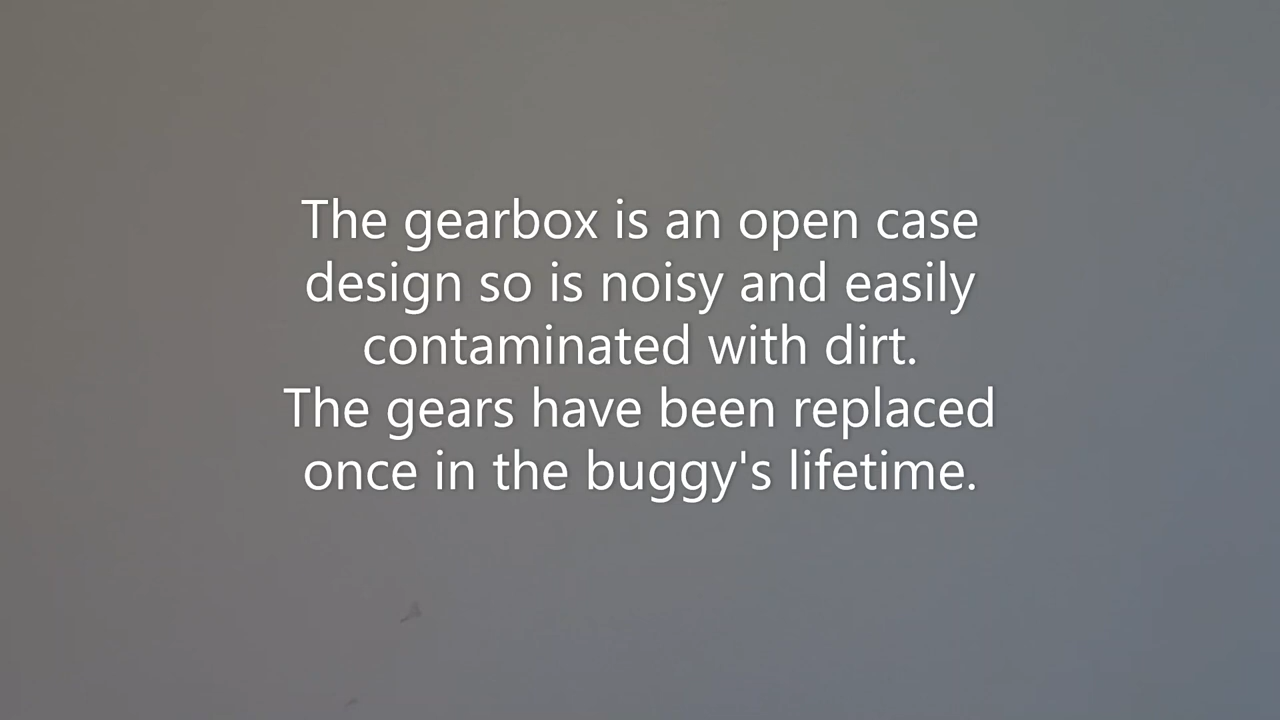 The gearbox is an open case
design so is noisy and easily
contaminated with dirt.
The gears have been replaced
once in the buggy's lifetime.